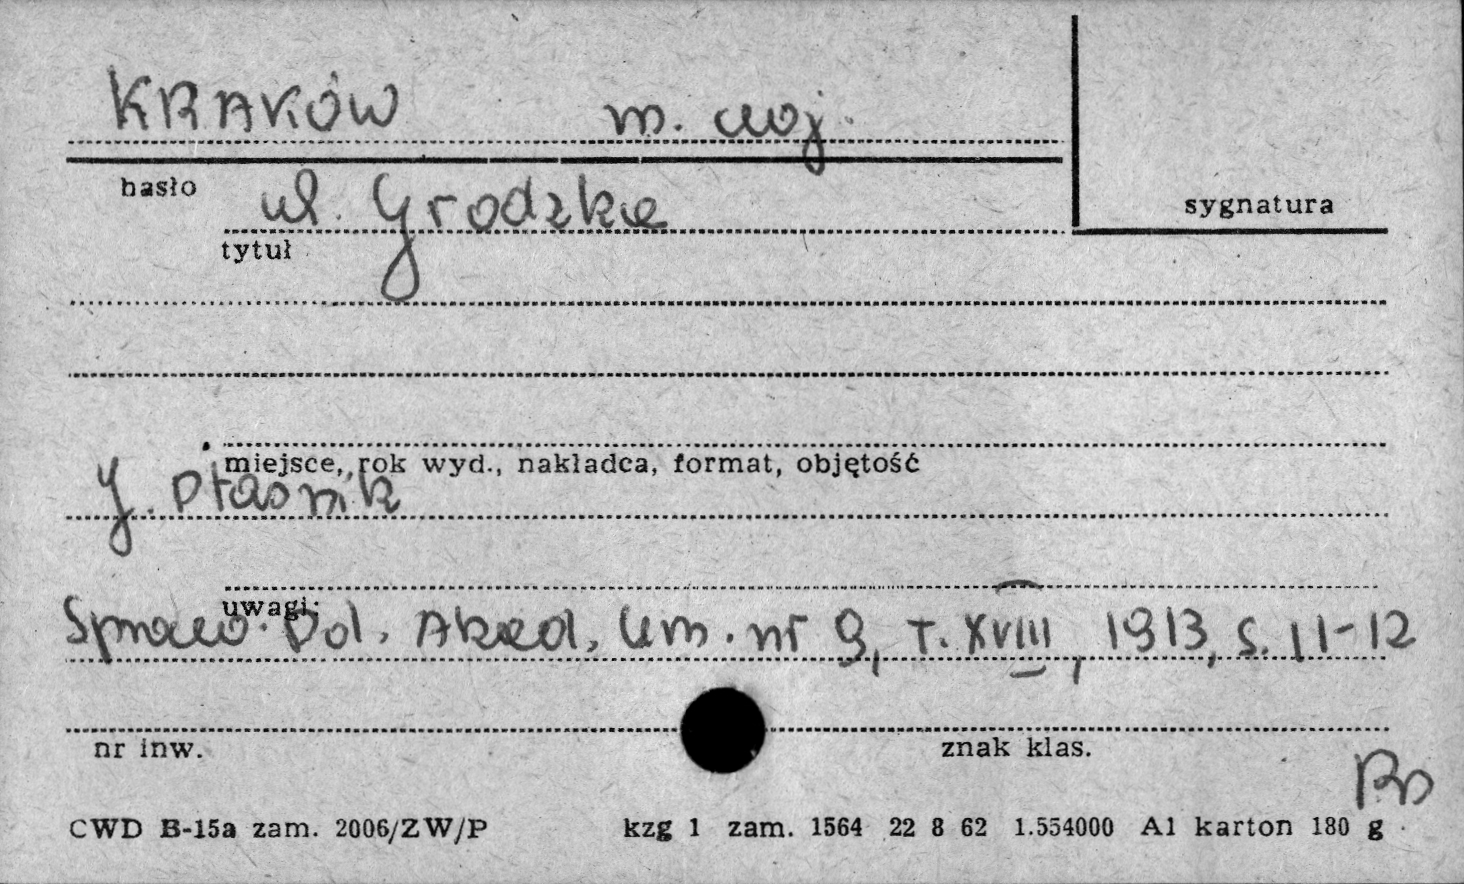 KRAKÓW m. woj.
hasło
ul. Grodzka
sygnatura
tytuł
miejsce, rok wyd., nakładca, format, objętość
J. Ptaśnik
uwagi:
Spraw. Pol. Akad. Um. nr 9, T. XVIII, 1913, s. 11-12
nr inw.
znak klas.
CWD B-15a zam. 2006/ZW/P kzg 1 zam. 1564 22 8 62 1.554000 A1 karton 180 g